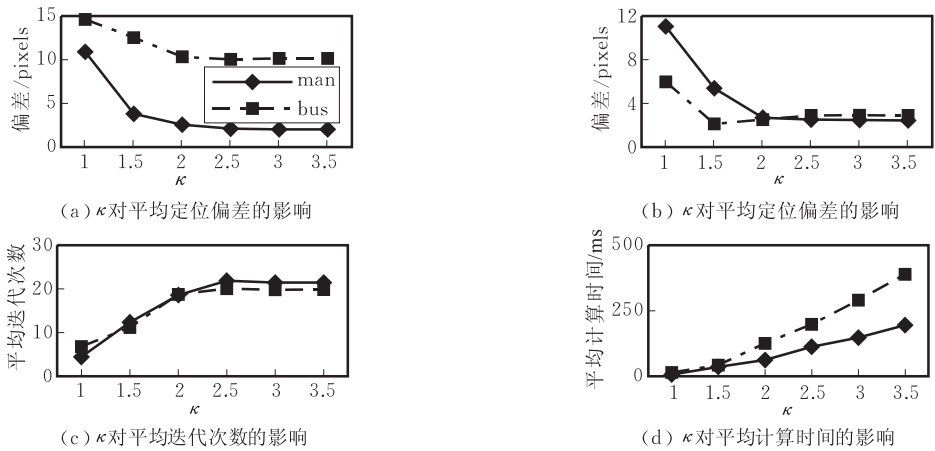 偏差/pixels
15
10
5
0
man
bus
1 1.5 2 2.5 3 3.5
κ
(a) κ对平均定位偏差的影响
偏差/pixels
12
8
4
0
1 1.5 2 2.5 3 3.5
κ
(b) κ对平均定位偏差的影响
平均迭代次数
30
20
10
0
1 1.5 2 2.5 3 3.5
κ
(c) κ对平均迭代次数的影响
平均计算时间/ms
500
250
0
1 1.5 2 2.5 3 3.5
κ
(d) κ对平均计算时间的影响